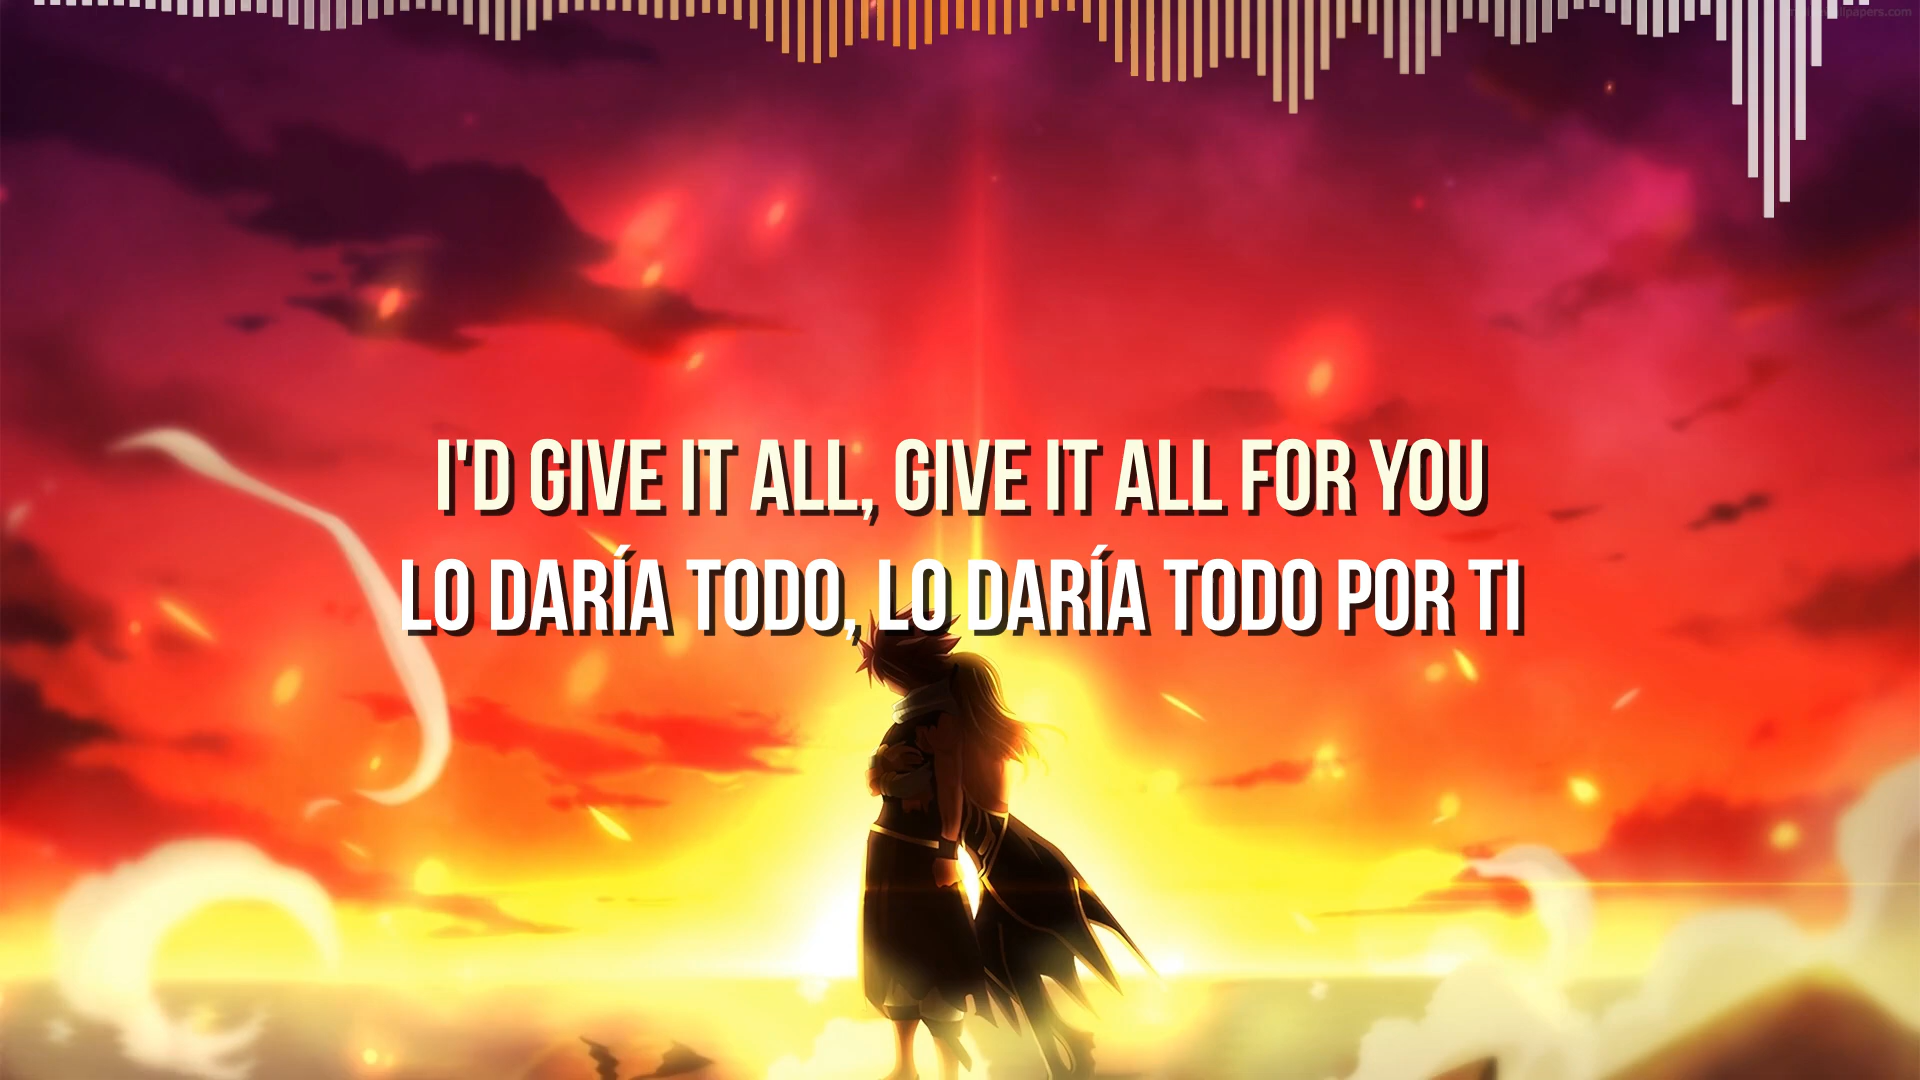 I'D GIVE IT ALL, GIVE IT ALL FOR YOU
LO DARÍA TODO, LO DARÍA TODO POR TI